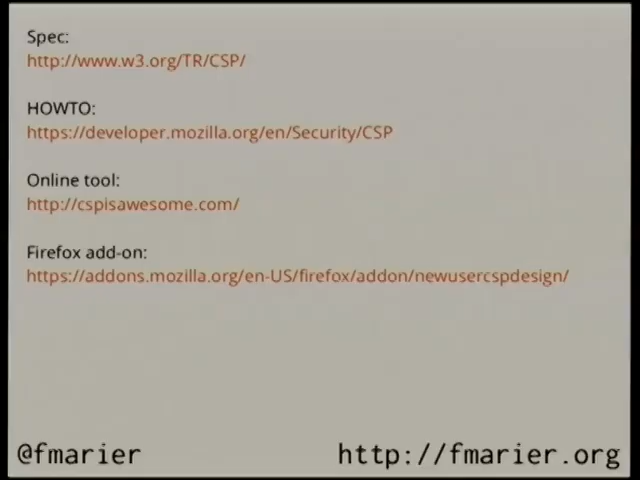 Spec:
http://www.w3.org/TR/CSP/
HOWTO:
https://developer.mozilla.org/en/Security/CSP
Online tool:
http://cspisawesome.com/
Firefox add-on:
https://addons.mozilla.org/en-US/firefox/addon/newusercspdesign/
@fmarier
http://fmarier.org